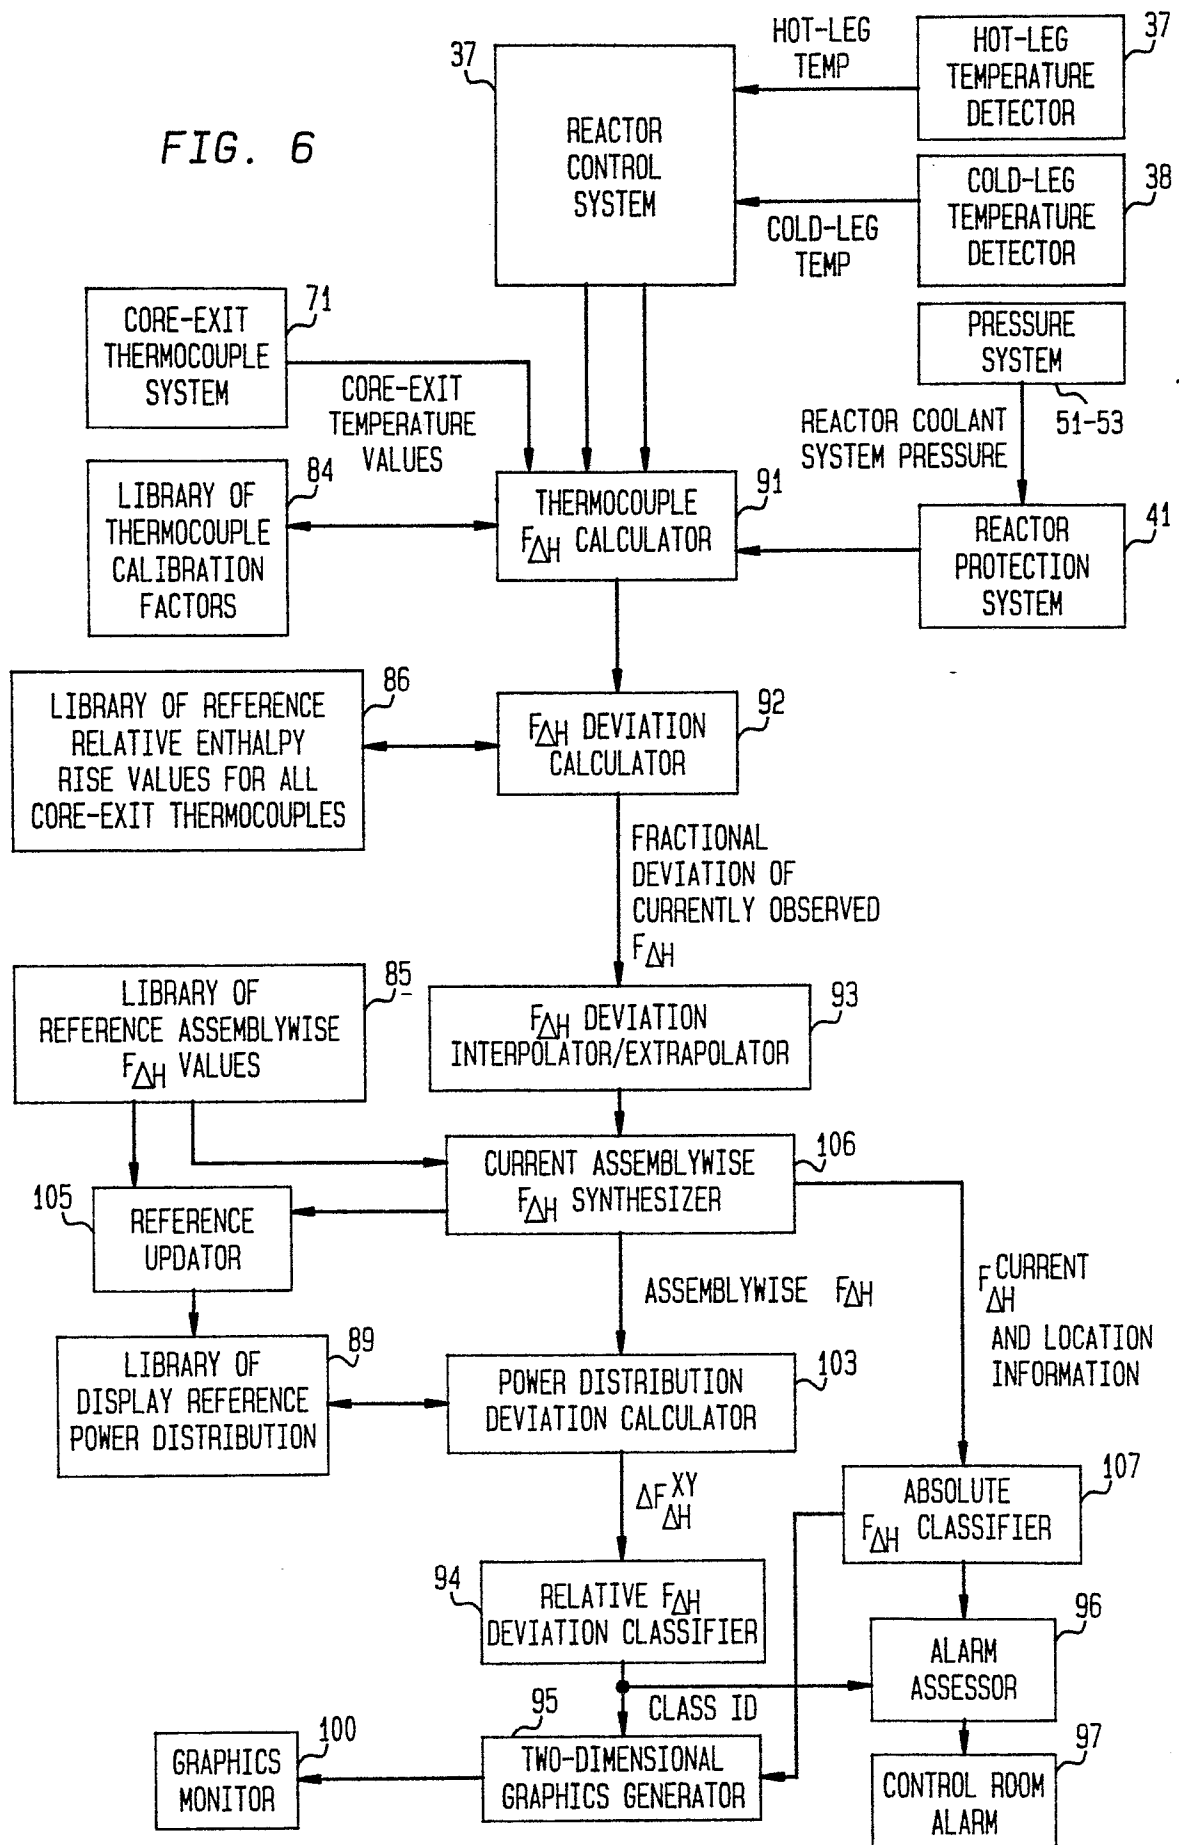 FIG. 6
37
REACTOR
CONTROL
SYSTEM
HOT-LEG
TEMP
HOT-LEG
TEMPERATURE
DETECTOR
37
COLD-LEG
TEMP
COLD-LEG
TEMPERATURE
DETECTOR
38
CORE-EXIT
THERMOCOUPLE
SYSTEM
71
CORE-EXIT
TEMPERATURE
VALUES
PRESSURE
SYSTEM
51-53
REACTOR COOLANT
SYSTEM PRESSURE
LIBRARY OF
THERMOCOUPLE
CALIBRATION
FACTORS
84
THERMOCOUPLE
FΔH CALCULATOR
91
REACTOR
PROTECTION
SYSTEM
41
LIBRARY OF REFERENCE
RELATIVE ENTHALPY
RISE VALUES FOR ALL
CORE-EXIT THERMOCOUPLES
86
FΔH DEVIATION
CALCULATOR
92
FRACTIONAL
DEVIATION OF
CURRENTLY OBSERVED
FΔH
LIBRARY OF
REFERENCE ASSEMBLYWISE
FΔH VALUES
85
FΔH DEVIATION
INTERPOLATOR/EXTRAPOLATOR
93
CURRENT ASSEMBLYWISE
FΔH SYNTHESIZER
106
105
REFERENCE
UPDATOR
ASSEMBLYWISE FΔH
FΔH CURRENT
AND LOCATION
INFORMATION
LIBRARY OF
DISPLAY REFERENCE
POWER DISTRIBUTION
89
POWER DISTRIBUTION
DEVIATION CALCULATOR
103
ΔFΔH XY
ABSOLUTE
FΔH CLASSIFIER
107
94
RELATIVE FΔH
DEVIATION CLASSIFIER
ALARM
ASSESSOR
96
CLASS ID
GRAPHICS
MONITOR
100
95
TWO-DIMENSIONAL
GRAPHICS GENERATOR
CONTROL ROOM
ALARM
97